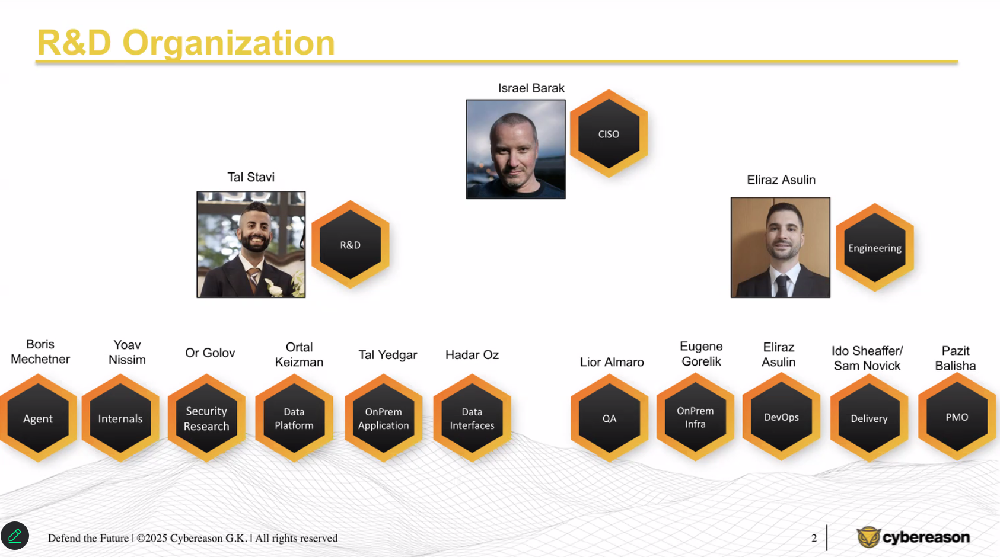 R&D Organization
Israel Barak
CISO
Tal Stavi
R&D
Eliraz Asulin
Engineering
Boris
Mechetner
Agent
Yoav
Nissim
Internals
Or Golov
Security
Research
Ortal
Keizman
Data
Platform
Tal Yedgar
OnPrem
Application
Hadar Oz
Data
Interfaces
Lior Almaro
QA
Eugene
Gorelik
OnPrem
Infra
Eliraz
Asulin
DevOps
Ido Sheaffer/
Sam Novick
Delivery
Pazit
Balisha
PMO
Defend the Future | ©2025 Cybereason G.K. | All rights reserved
2
cybereason